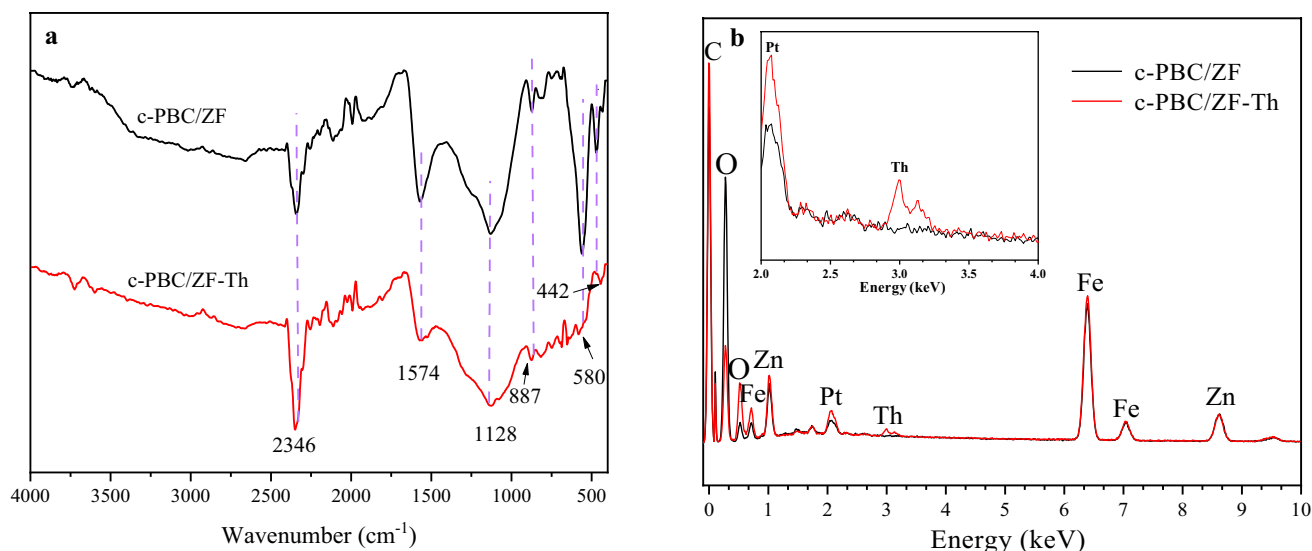 a
c-PBC/ZF
c-PBC/ZF-Th
2346
1574
1128
887
580
442
4000 3500 3000 2500 2000 1500 1000 500
Wavenumber (cm⁻¹)
b
c-PBC/ZF
c-PBC/ZF-Th
C
O
O
Fe
Zn
Pt
Th
Fe
Fe
Zn
Pt
Th
2.0 2.5 3.0 3.5 4.0
Energy (keV)
0 1 2 3 4 5 6 7 8 9 10
Energy (keV)